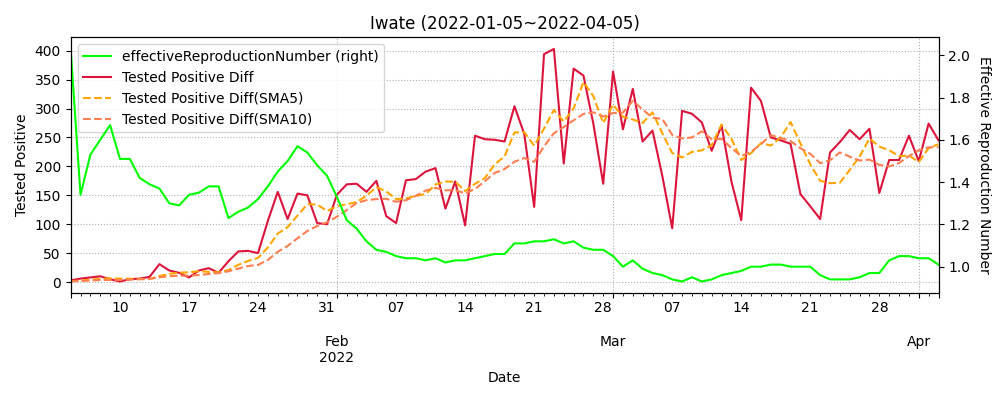 Iwate (2022-01-05~2022-04-05)
effectiveReproductionNumber (right)
Tested Positive Diff
Tested Positive Diff(SMA5)
Tested Positive Diff(SMA10)
Tested Positive
400
350
300
250
200
150
100
50
0
2.0
1.8
1.6
1.4
1.2
1.0
Effective Reproduction Number
10 17 24 31 07 14 21 28 07 14 21 28
Feb Mar Apr
2022
Date